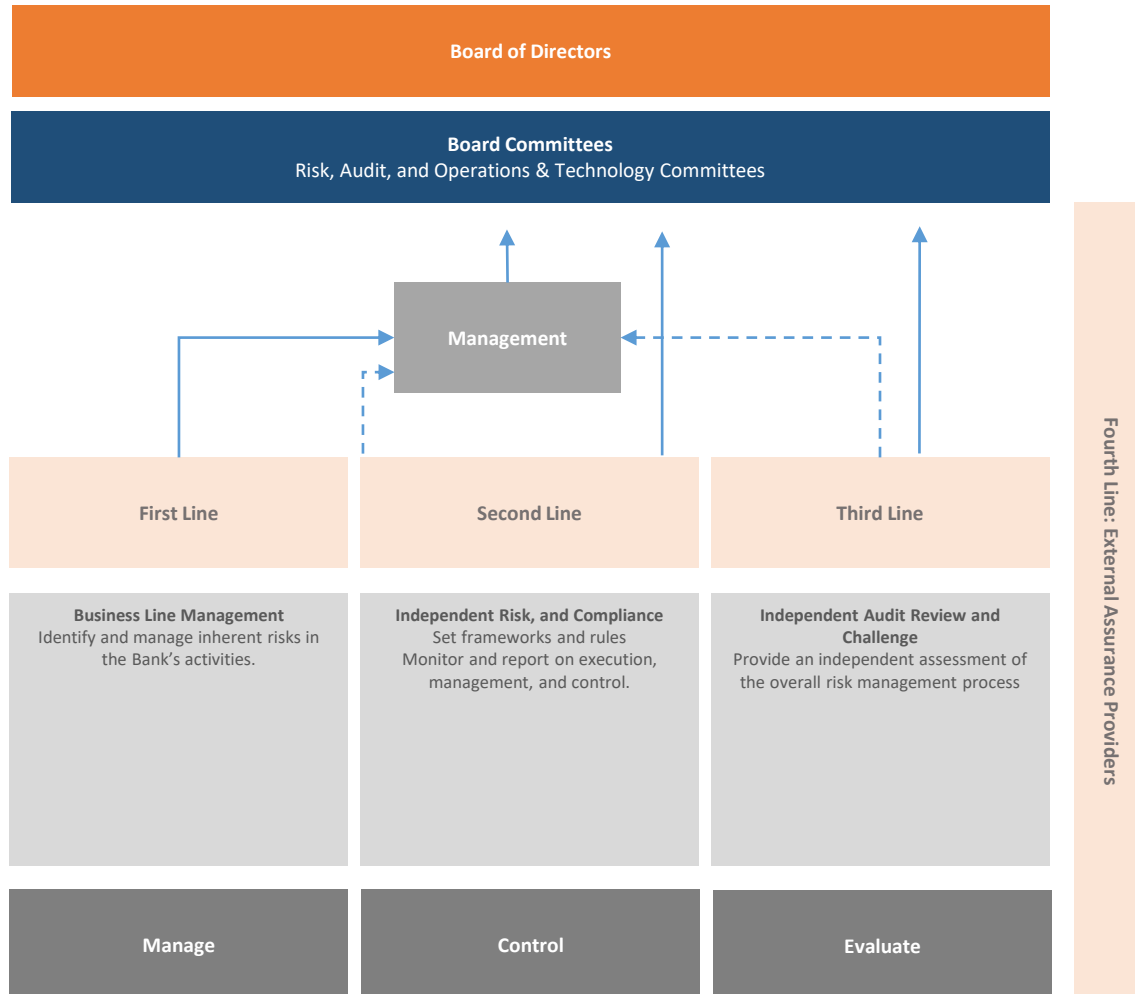 Board of Directors
Board Committees
Risk, Audit, and Operations & Technology Committees
Management
First Line
Second Line
Third Line
Business Line Management
Identify and manage inherent risks in
the Bank’s activities.
Independent Risk, and Compliance
Set frameworks and rules
Monitor and report on execution,
management, and control.
Independent Audit Review and
Challenge
Provide an independent assessment of
the overall risk management process
Manage
Control
Evaluate
Fourth Line: External Assurance Providers